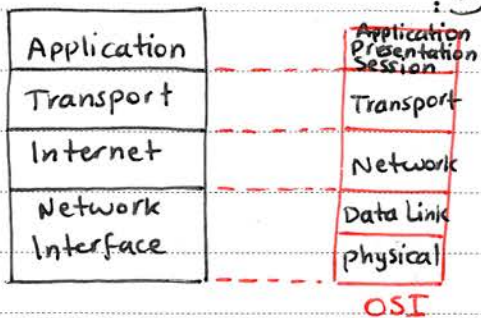 Application
Transport
Internet
Network
Interface
Application
Presentation
Session
Transport
Network
Data Link
physical
OSI